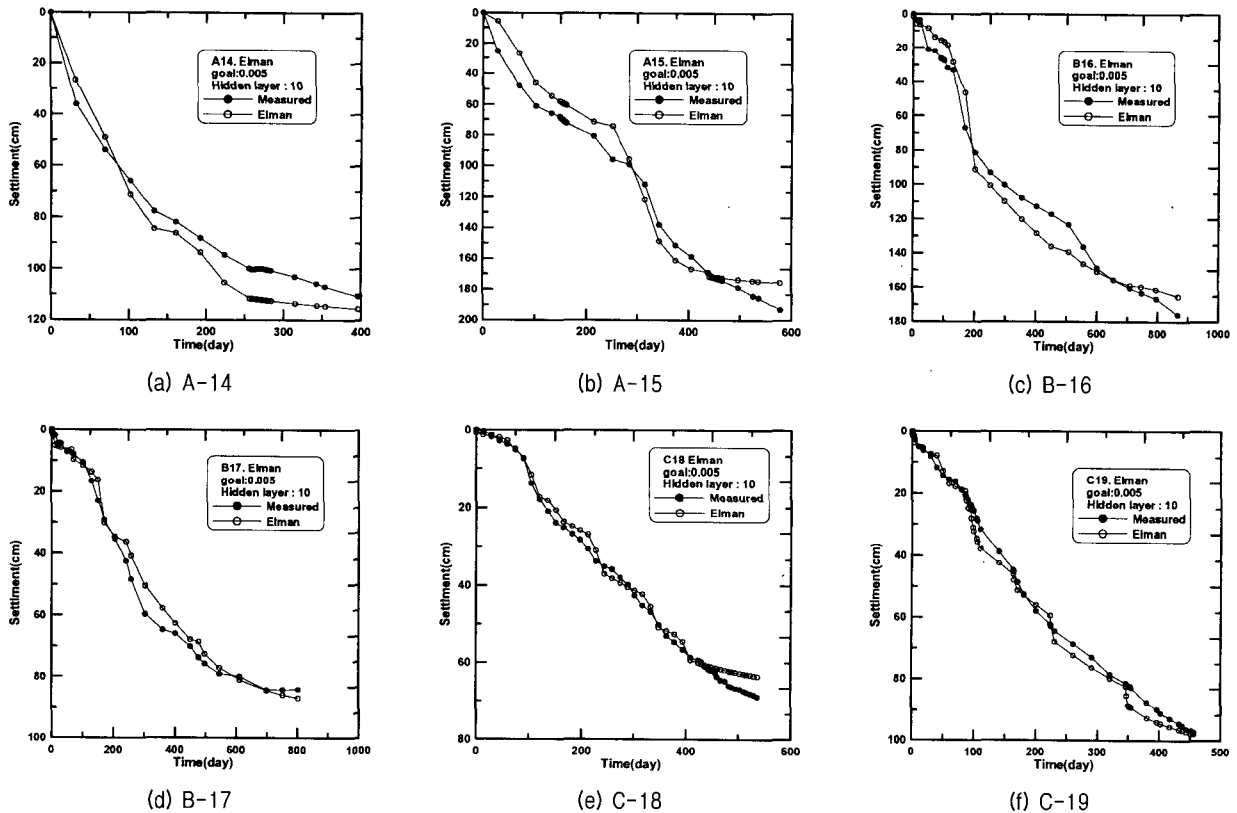 0
20
40
60
80
100
120
Settlment(cm)
A14. Elman
goal:0.005
Hidden layer : 10
Measured
Elman
0 100 200 300 400
Time(day)
(a) A-14
0
20
40
60
80
100
120
140
160
180
200
Settlment(cm)
A15. Elman
goal:0.005
Hidden layer : 10
Measured
Elman
0 200 400 600
Time(day)
(b) A-15
0
20
40
60
80
100
120
140
160
180
Settlment(cm)
B16. Elman
goal:0.005
Hidden layer : 10
Measured
Elman
0 200 400 600 800 1000
Time(day)
(c) B-16
0
20
40
60
80
100
Settlment(cm)
B17. Elman
goal:0.005
Hidden layer : 10
Measured
Elman
0 200 400 600 800 1000
Time(day)
(d) B-17
0
20
40
60
80
Settlment(cm)
C18 Elman
goal:0.005
Hidden layer : 10
Measured
Elman
0 200 400 600
Time(day)
(e) C-18
0
20
40
60
80
100
Settlment(cm)
C19. Elman
goal:0.005
Hidden layer : 10
Measured
Elman
0 100 200 300 400 500
Time(day)
(f) C-19